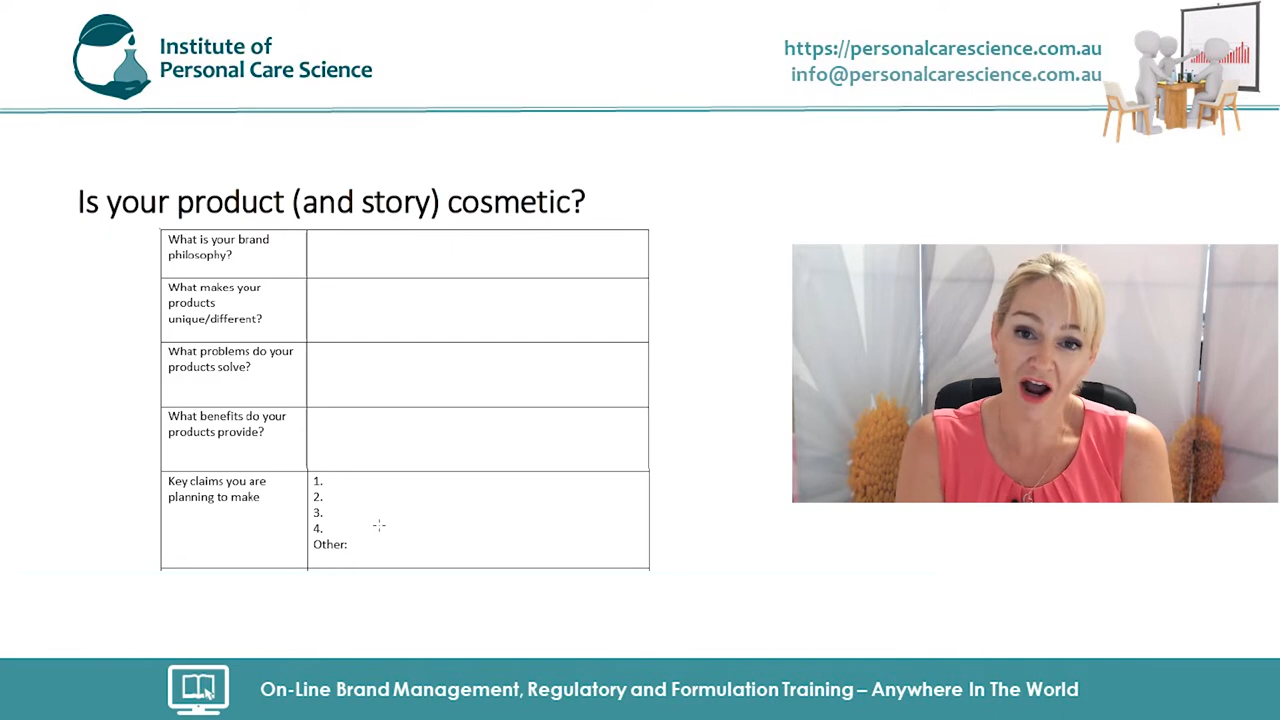 Institute of
Personal Care Science
https://personalcarescience.com.au
info@personalcarescience.com.au
Is your product (and story) cosmetic?
What is your brand
philosophy?
What makes your
products
unique/different?
What problems do your
products solve?
What benefits do your
products provide?
Key claims you are
planning to make
1.
2.
3.
4.
Other:
On-Line Brand Management, Regulatory and Formulation Training – Anywhere In The World